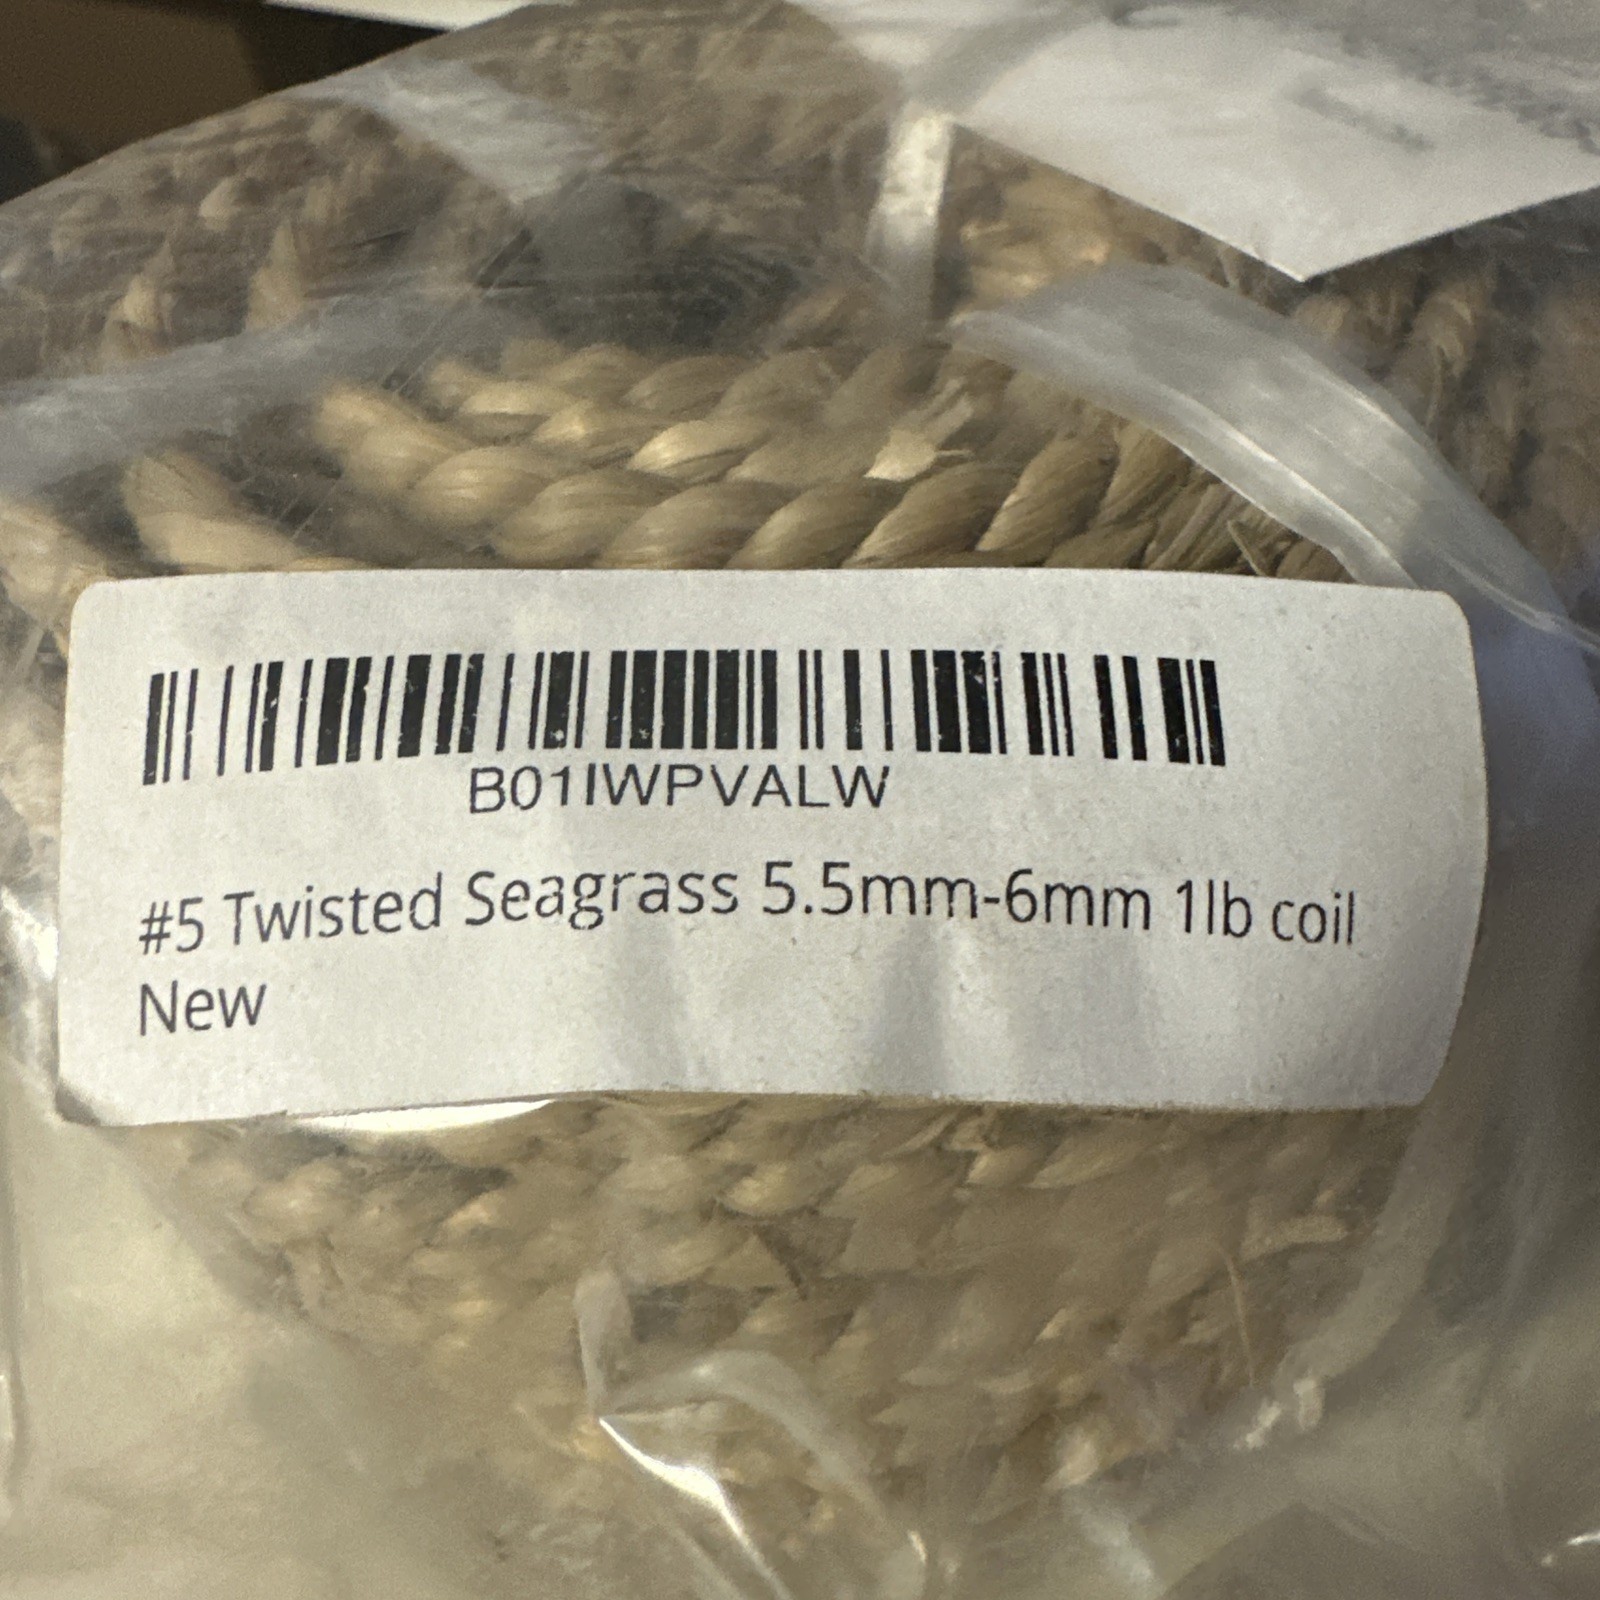 B01IWPVALW
#5 Twisted Seagrass 5.5mm-6mm 1lb coil
New